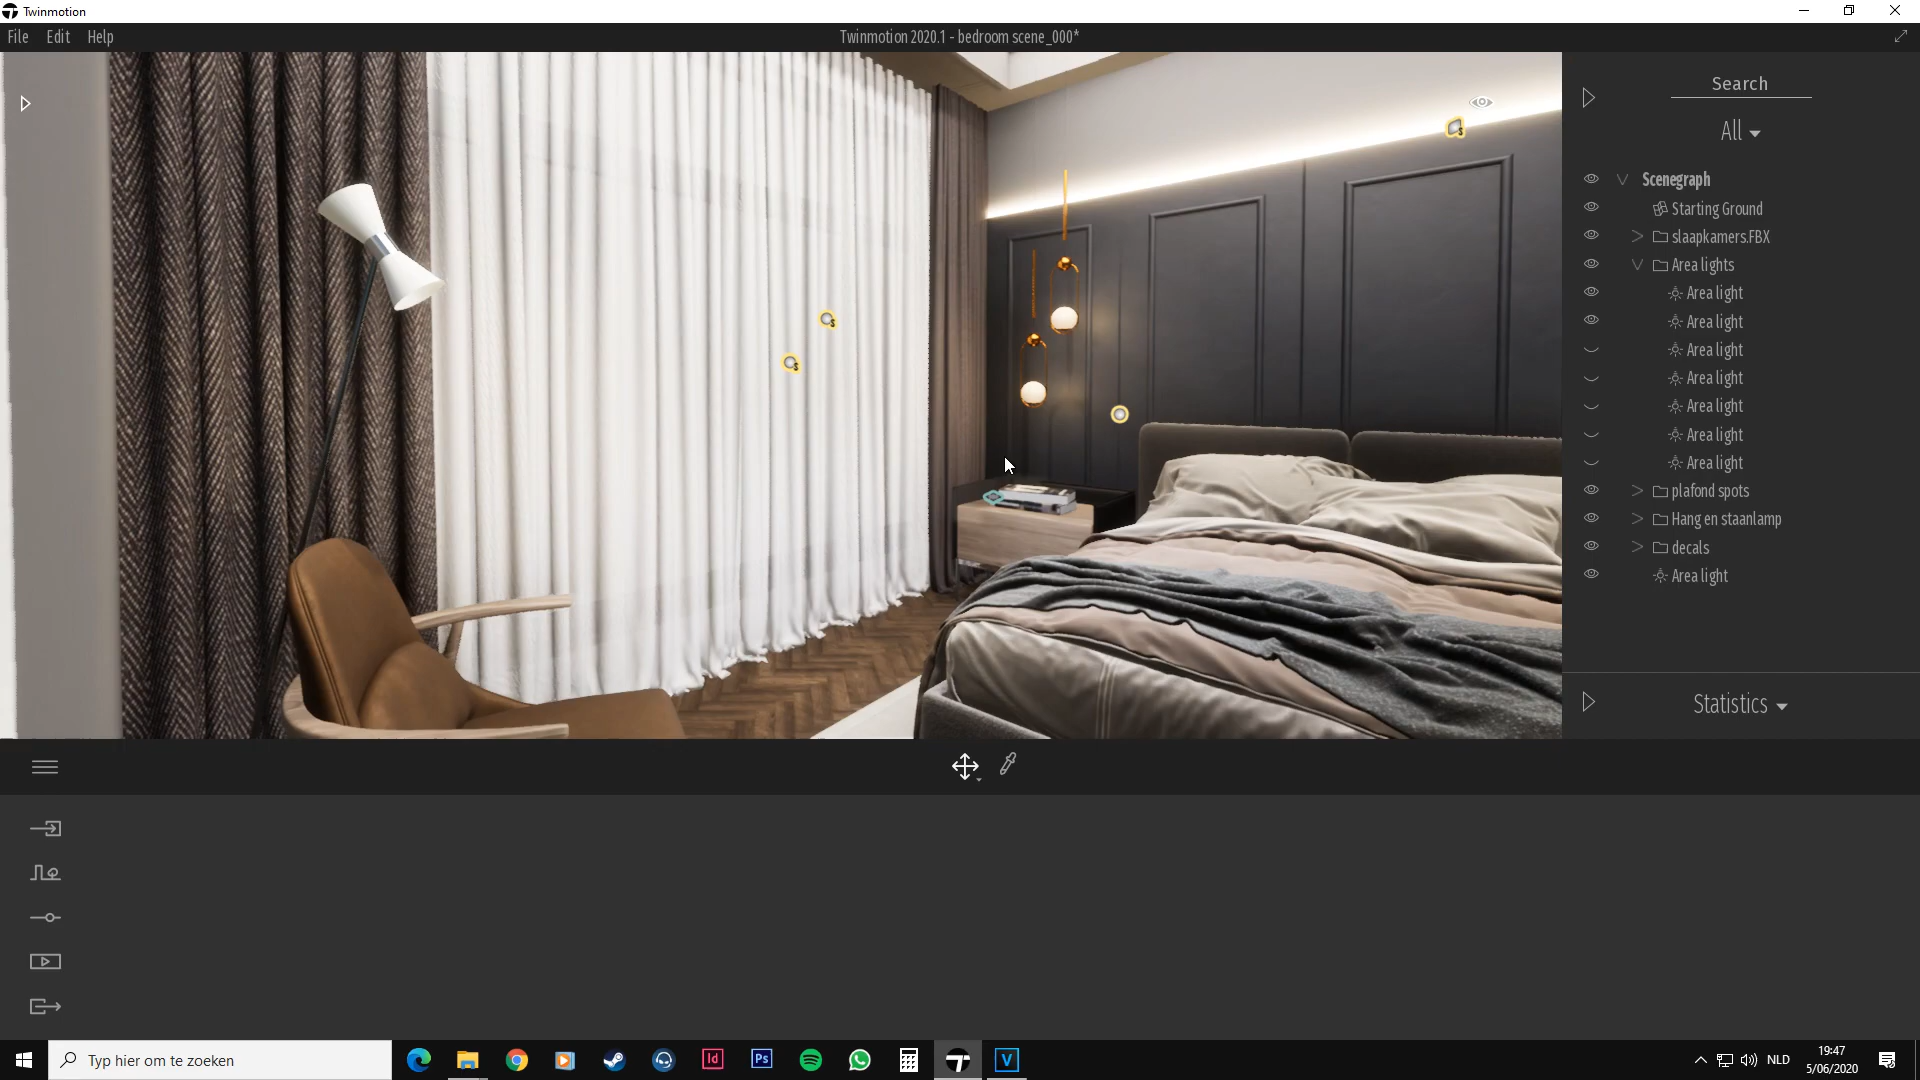 Twinmotion
File Edit Help
Twinmotion 2020.1 - bedroom scene_000*
Search
All
Scenegraph
Starting Ground
slaapkamers.FBX
Area lights
Area light
Area light
Area light
Area light
Area light
Area light
Area light
plafond spots
Hang en staanlamp
decals
Area light
Statistics
Typ hier om te zoeken
Id
Ps
V
NLD
19:47
5/06/2020